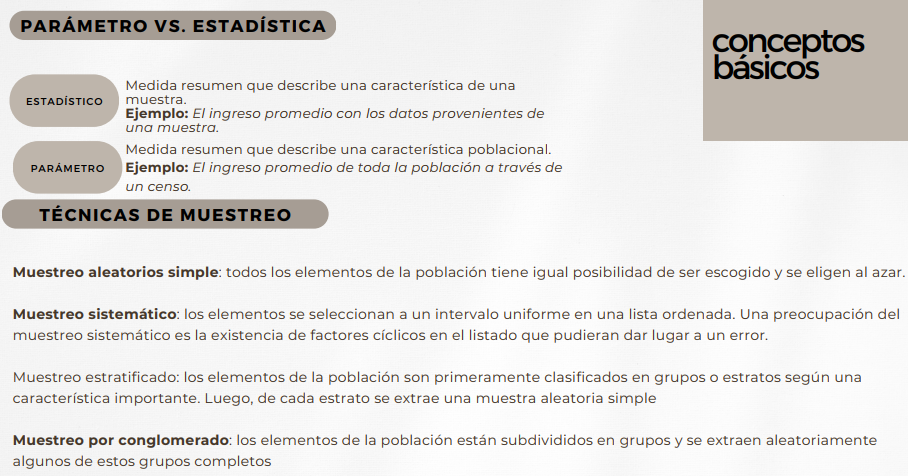 PARÁMETRO VS. ESTADÍSTICA
conceptos
básicos
ESTADÍSTICO
Medida resumen que describe una característica de una
muestra.
Ejemplo: El ingreso promedio con los datos provenientes de
una muestra.
PARÁMETRO
Medida resumen que describe una característica poblacional.
Ejemplo: El ingreso promedio de toda la población a través de
un censo.
TÉCNICAS DE MUESTREO
Muestreo aleatorios simple: todos los elementos de la población tiene igual posibilidad de ser escogido y se eligen al azar.
Muestreo sistemático: los elementos se seleccionan a un intervalo uniforme en una lista ordenada. Una preocupación del
muestreo sistemático es la existencia de factores cíclicos en el listado que pudieran dar lugar a un error.
Muestreo estratificado: los elementos de la población son primeramente clasificados en grupos o estratos según una
característica importante. Luego, de cada estrato se extrae una muestra aleatoria simple
Muestreo por conglomerado: los elementos de la población están subdivididos en grupos y se extraen aleatoriamente
algunos de estos grupos completos